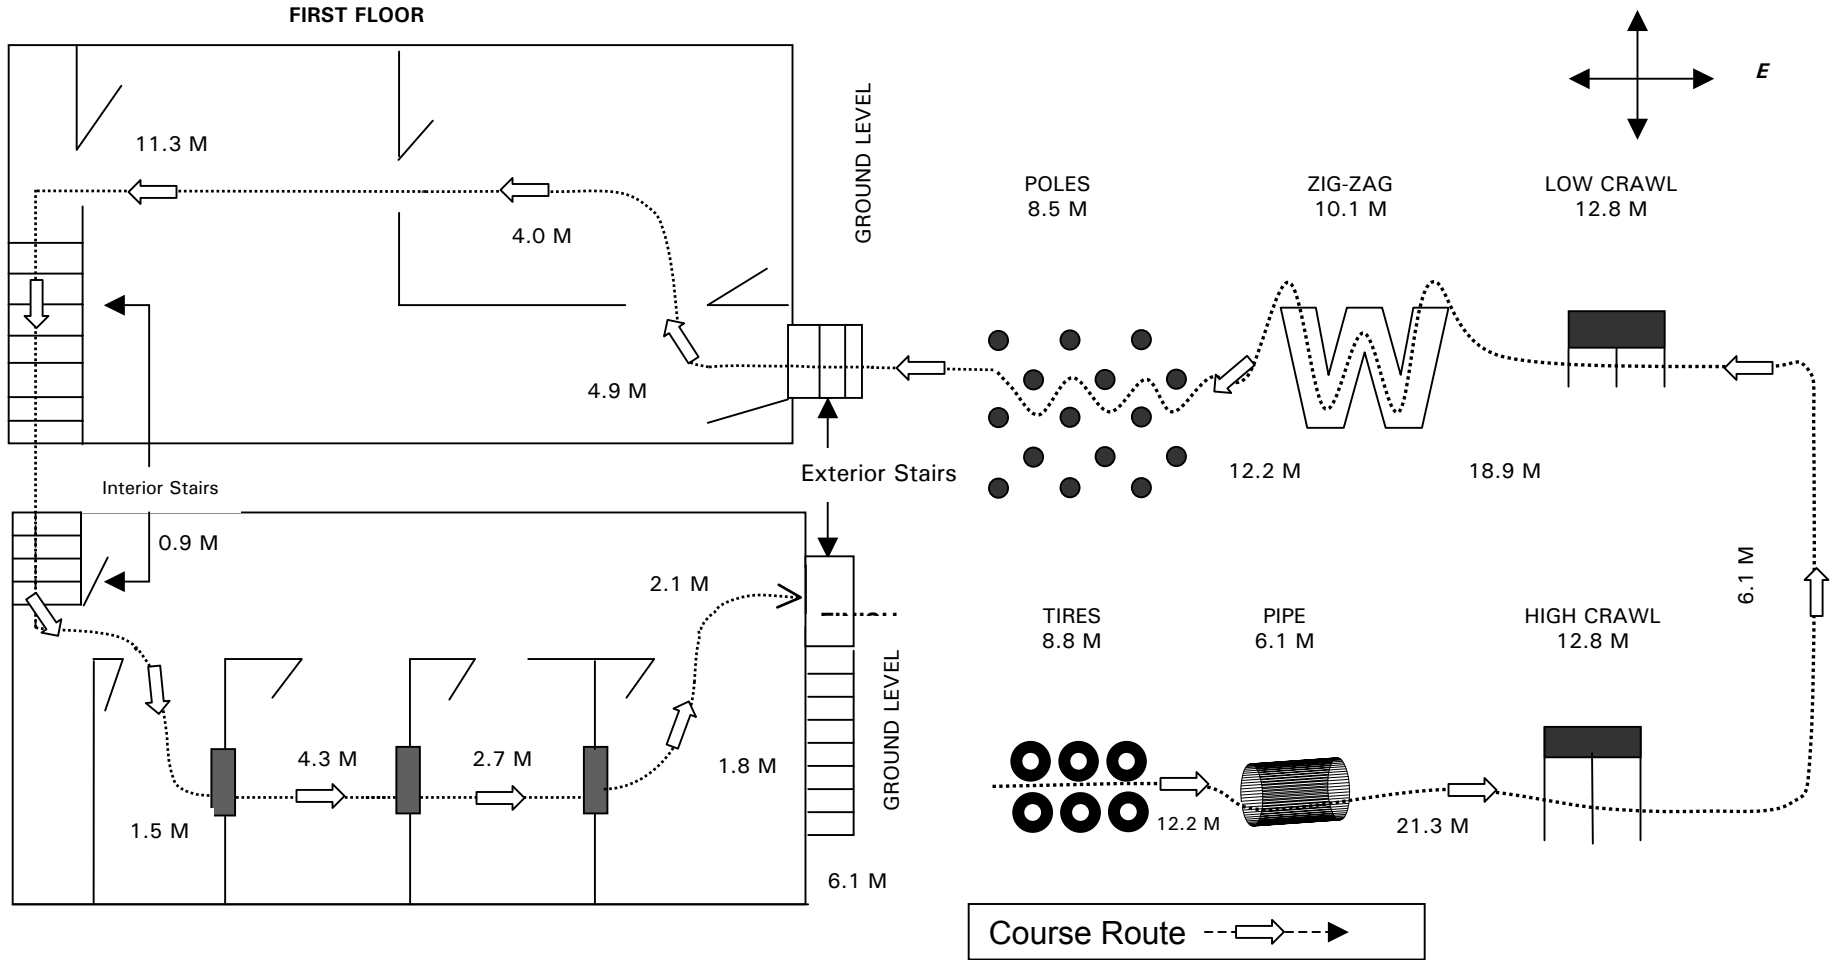 FIRST FLOOR
E
GROUND LEVEL
11.3 M
4.0 M
4.9 M
POLES
8.5 M
ZIG-ZAG
10.1 M
LOW CRAWL
12.8 M
12.2 M
18.9 M
Exterior Stairs
Interior Stairs
0.9 M
2.1 M
6.1 M
TIRES
8.8 M
PIPE
6.1 M
HIGH CRAWL
12.8 M
GROUND LEVEL
4.3 M
2.7 M
1.8 M
1.5 M
12.2 M
21.3 M
6.1 M
Course Route